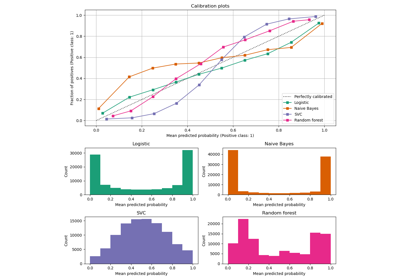 Calibration plots
1.0
0.8
0.6
0.4
0.2
0.0
Fraction of positives (Positive class: 1)
Perfectly calibrated
Logistic
Naive Bayes
SVC
Random forest
0.0 0.2 0.4 0.6 0.8 1.0
Mean predicted probability (Positive class: 1)
Logistic
30000
20000
10000
0
Count
0.0 0.2 0.4 0.6 0.8 1.0
Mean predicted probability
Naive Bayes
40000
30000
20000
10000
0
Count
0.0 0.2 0.4 0.6 0.8 1.0
Mean predicted probability
SVC
15000
10000
5000
0
Count
0.0 0.2 0.4 0.6 0.8 1.0
Mean predicted probability
Random forest
20000
15000
10000
5000
0
Count
0.0 0.2 0.4 0.6 0.8 1.0
Mean predicted probability